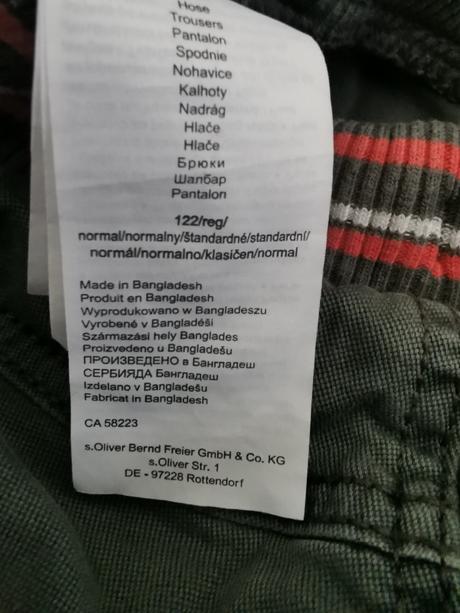 Hose
Trousers
Pantalon
Spodnie
Nohavice
Kalhoty
Nadrág
Hlače
Hlače
Брюки
Шалбар
Pantalon
122/reg/
normal/normalny/štandardné/standardní/
normál/normalno/klasičen/normal
Made in Bangladesh
Produit en Bangladesh
Wyprodukowano w Bangladeszu
Vyrobené v Bangladéši
Származási hely Banglades
Proizvedeno u Bangladešu
ПРОИЗВЕДЕНО в Бангладеш
СЕРБИЯДА Бангладеш
Izdelano v Bangladešu
Fabricat in Bangladesh
CA 58223
s.Oliver Bernd Freier GmbH & Co. KG
s.Oliver Str. 1
DE - 97228 Rottendorf